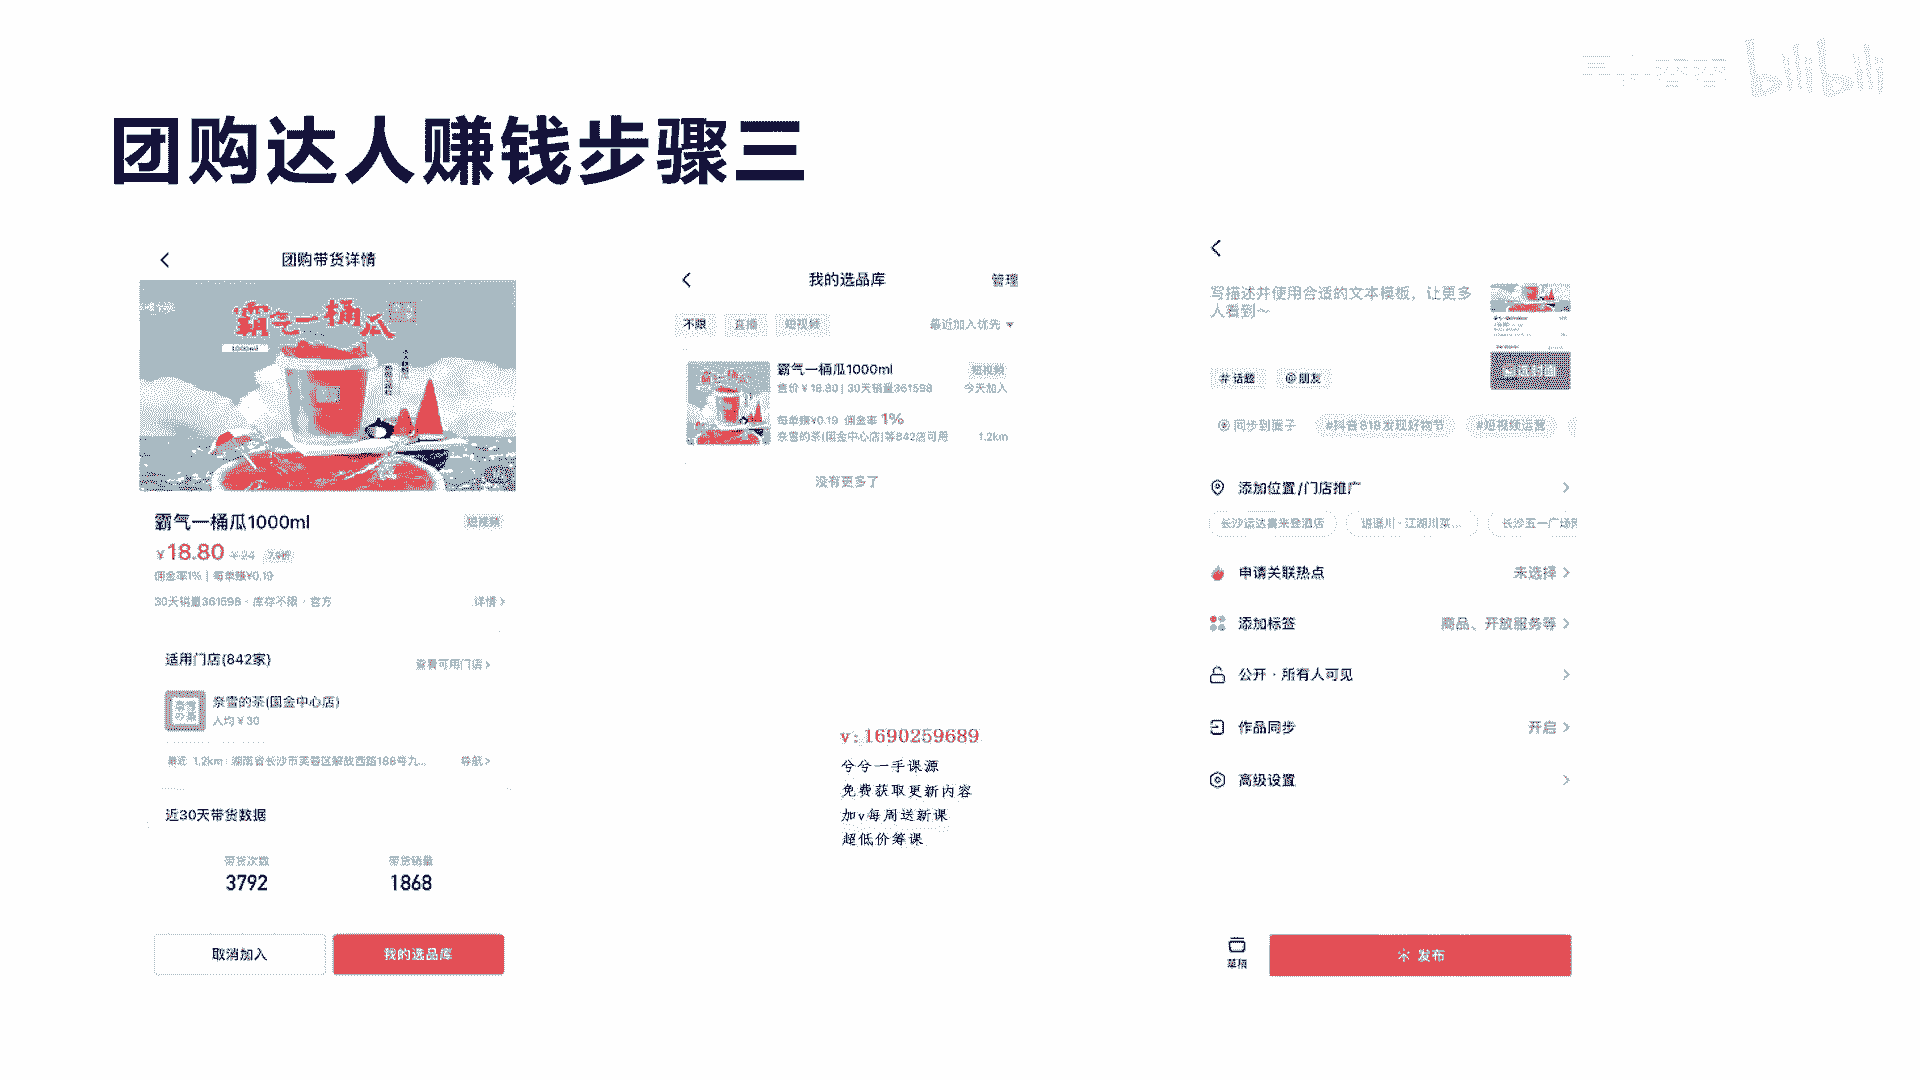 bilibili
团购达人赚钱步骤三
团购带货详情
霸气一桶瓜
1000ml
霸气一桶瓜1000ml
短视频
¥18.80 ¥24
佣金率1% | 每单赚¥0.19
30天销量361598 · 库存不限 · 官方
详情 >
适用门店(842家)
查看可用门店 >
奈雪的茶(国金中心店)
人均¥30
最近 1.2km | 湖南省长沙市芙蓉区解放西路188号九...
导航 >
近30天带货数据
带货次数 带货销量
3792 1868
取消加入 我的选品库
我的选品库 管理
不限 直播 短视频 最近加入优先
霸气一桶瓜1000ml 短视频
售价¥18.80 | 30天销量361598 今天加入
每单赚¥0.19 佣金率 1%
奈雪的茶(国金中心店)等842店可用 1.2km
没有更多了
v:1690259689
兮兮一手课源
免费获取更新内容
加v每周送新课
超低价筹课
写描述并使用合适的文本模板，让更多
人看到～
选封面
# 话题 @朋友
同步到圈子 #抖音818发现好物节 #短视频运营
添加位置/门店推广
长沙运达喜来登酒店 逍遥川·江湖川菜... 长沙五一广场
申请关联热点 未选择
添加标签 商品、开放服务等
公开 · 所有人可见
作品同步 开启
高级设置
草稿 发布